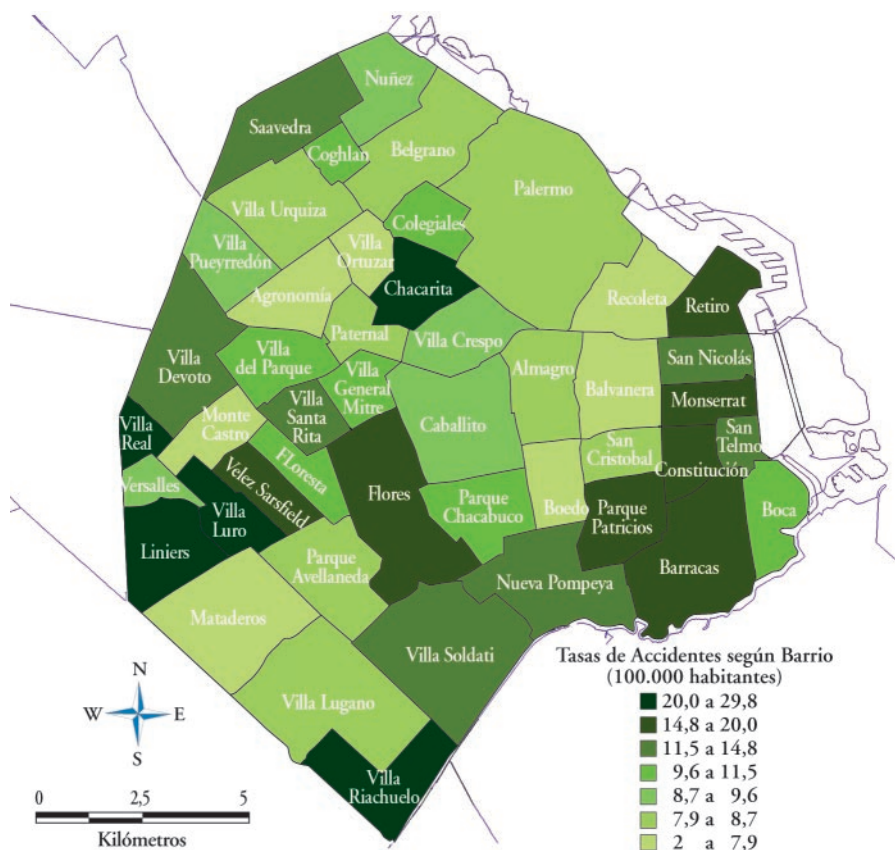 Nuñez
Saavedra
Coghlan
Belgrano
Palermo
Villa Urquiza
Colegiales
Villa
Pueyrredón
Villa
Ortuzar
Agronomía
Chacarita
Recoleta
Retiro
Paternal
Villa Crespo
Villa
Devoto
Villa
del Parque
Villa
General
Mitre
Almagro
Balvanera
San Nicolás
Monserrat
Villa
Real
Monte
Castro
Villa
Santa
Rita
Caballito
San
Telmo
San
Cristobal
Constitución
Versalles
Velez Sarsfield
FLoresta
Flores
Parque
Chacabuco
Boedo
Parque
Patricios
Boca
Villa
Luro
Liniers
Parque
Avellaneda
Nueva Pompeya
Barracas
Mataderos
Villa Soldati
Villa Lugano
Villa
Riachuelo
N
W
E
S
0 2,5 5
Kilómetros
Tasas de Accidentes según Barrio
(100.000 habitantes)
20,0 a 29,8
14,8 a 20,0
11,5 a 14,8
9,6 a 11,5
8,7 a 9,6
7,9 a 8,7
2 a 7,9